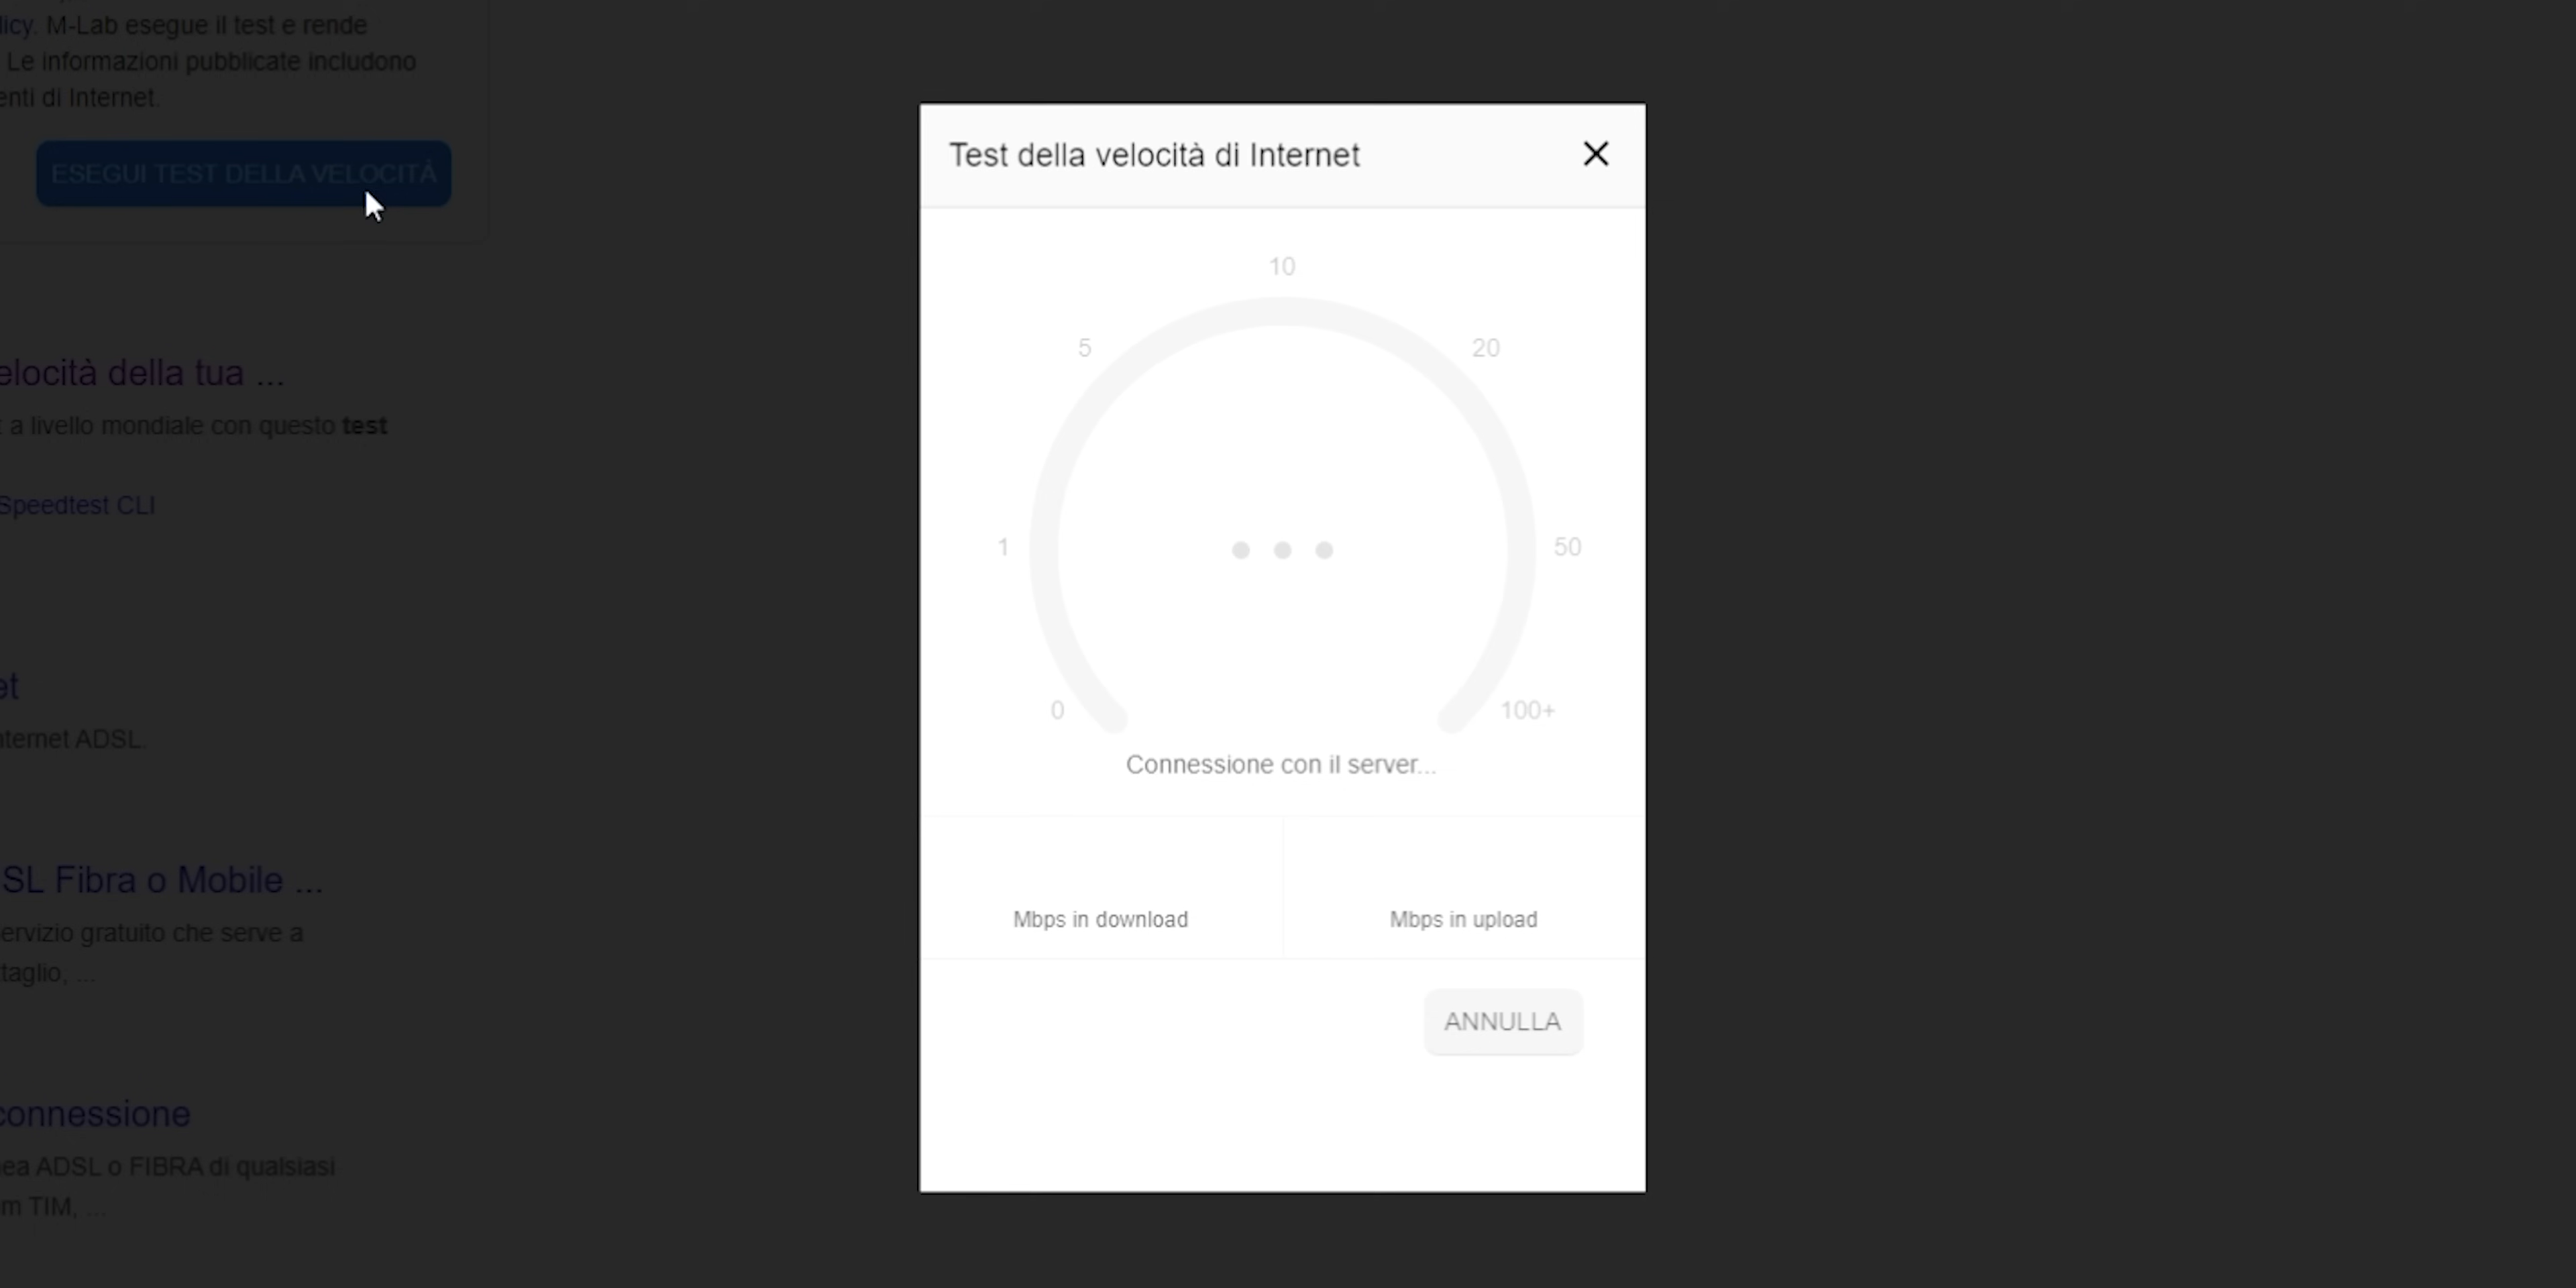 licy. M-Lab esegue il test e rende
Le informazioni pubblicate includono
enti di Internet.
ESEGUI TEST DELLA VELOCITÀ
elocità della tua ...
a livello mondiale con questo test
Speedtest CLI
et
nternet ADSL.
SL Fibra o Mobile ...
ervizio gratuito che serve a
ttaglio, ...
connessione
ea ADSL o FIBRA di qualsiasi
m TIM, ...
Test della velocità di Internet
10
5
20
1
50
0
100+
Connessione con il server...
Mbps in download
Mbps in upload
ANNULLA